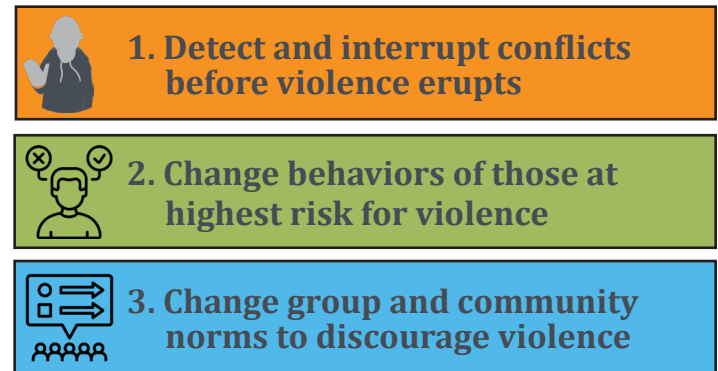 1. Detect and interrupt conflicts
before violence erupts
2. Change behaviors of those at
highest risk for violence
3. Change group and community
norms to discourage violence